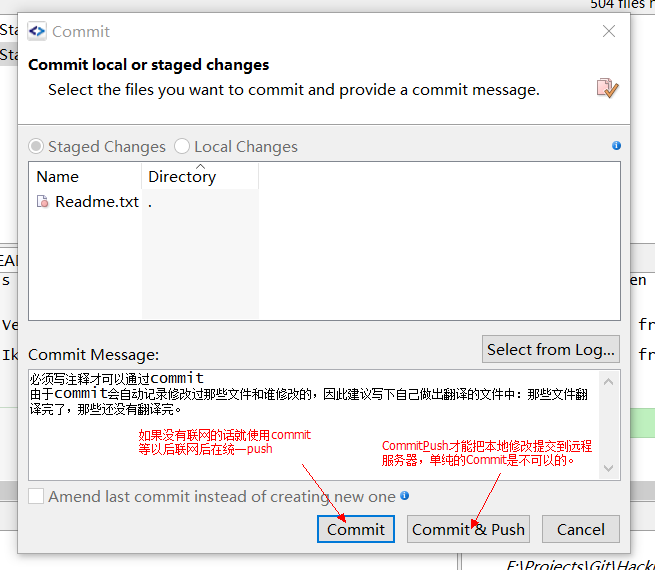 504 files
Sta
Sta
Commit
Commit local or staged changes
Select the files you want to commit and provide a commit message.
Staged Changes
Local Changes
Name
Directory
Readme.txt
.
EA
s
en
Ve
fr
Ik
fr
Commit Message:
Select from Log...
必须写注释才可以通过commit
由于commit会自动记录修改过那些文件和谁修改的，因此建议写下自己做出翻译的文件中：那些文件翻
译完了，那些还没有翻译完。
如果没有联网的话就使用commit
等以后联网后在统一push
CommitPush才能把本地修改提交到远程
服务器，单纯的Commit是不可以的。
Amend last commit instead of creating new one
Commit
Commit & Push
Cancel
F:\Projects\Git\Hack